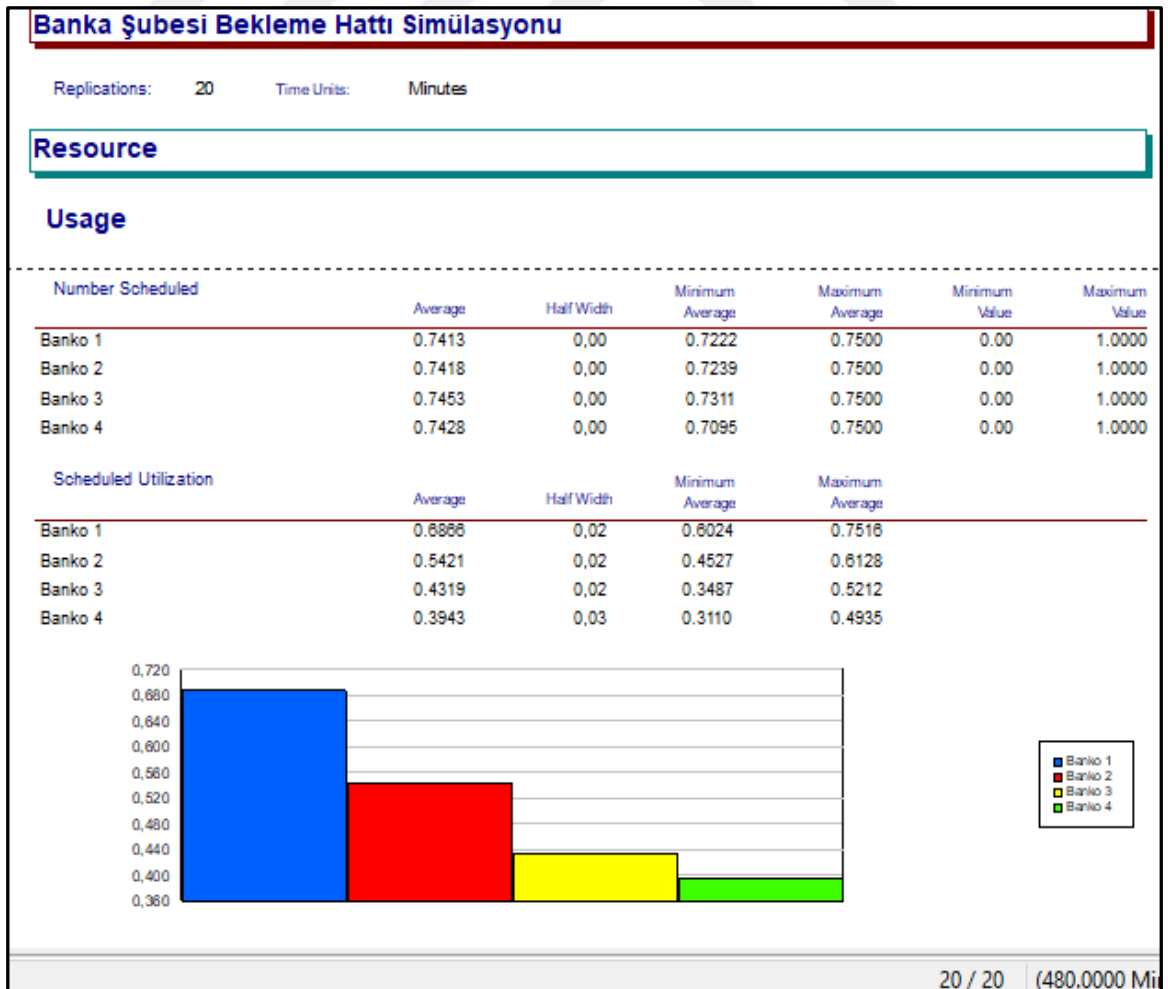 Banka Şubesi Bekleme Hattı Simülasyonu
Replications: 20 Time Units: Minutes
Resource
Usage
Number Scheduled Average Half Width Minimum Average Maximum Average Minimum Value Maximum Value
Banko 1 0.7413 0,00 0.7222 0.7500 0.00 1.0000
Banko 2 0.7418 0,00 0.7239 0.7500 0.00 1.0000
Banko 3 0.7453 0,00 0.7311 0.7500 0.00 1.0000
Banko 4 0.7428 0,00 0.7095 0.7500 0.00 1.0000
Scheduled Utilization Average Half Width Minimum Average Maximum Average
Banko 1 0.6866 0,02 0.6024 0.7516
Banko 2 0.5421 0,02 0.4527 0.6128
Banko 3 0.4319 0,02 0.3487 0.5212
Banko 4 0.3943 0,03 0.3110 0.4935
0,720
0,680
0,640
0,600
0,560
0,520
0,480
0,440
0,400
0,360
Banko 1
Banko 2
Banko 3
Banko 4
20 / 20 (480.0000 Mi